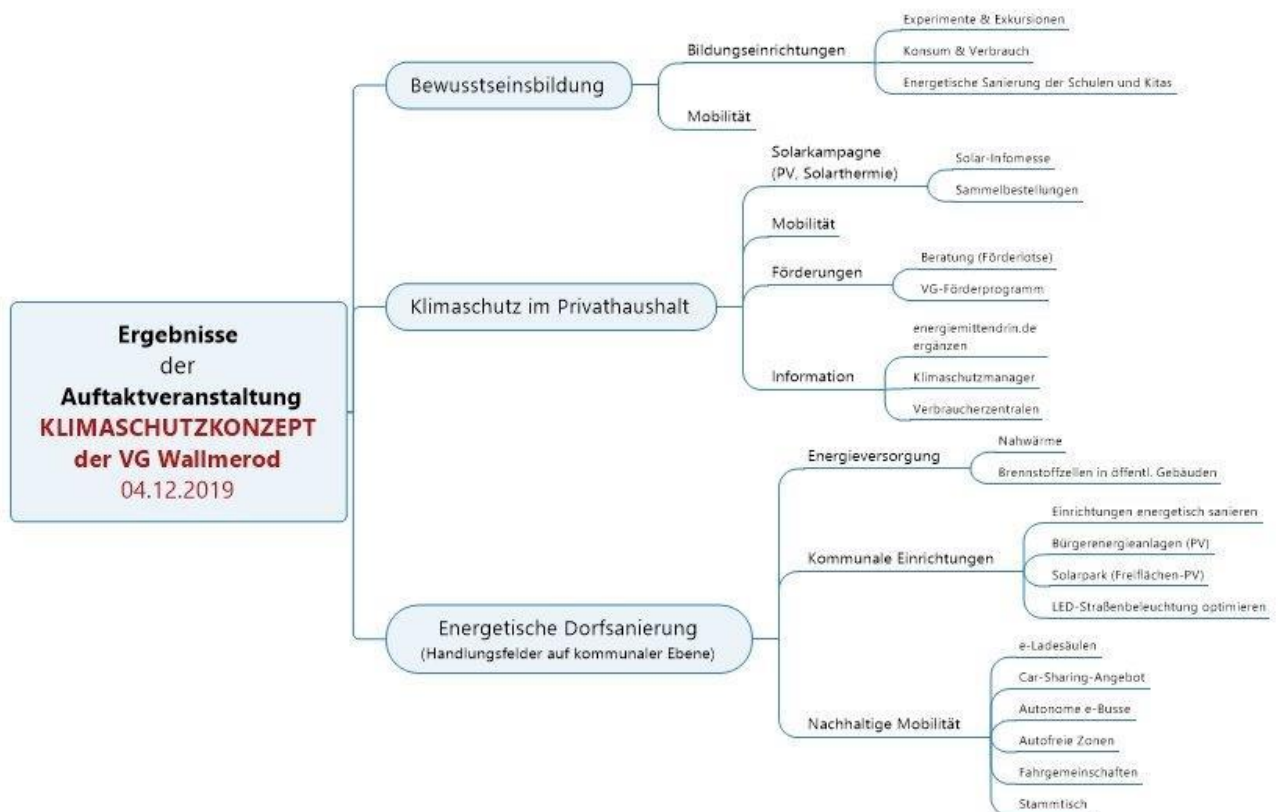 Ergebnisse
der
Auftaktveranstaltung
KLIMASCHUTZKONZEPT
der VG Wallmerod
04.12.2019
Bewusstseinsbildung
Bildungseinrichtungen
Experimente & Exkursionen
Konsum & Verbrauch
Energetische Sanierung der Schulen und Kitas
Mobilität
Klimaschutz im Privathaushalt
Solarkampagne
(PV, Solarthermie)
Solar-Infomesse
Sammelbestellungen
Mobilität
Förderungen
Beratung (Förderlotse)
VG-Förderprogramm
Information
energiemittendrin.de
ergänzen
Klimaschutzmanager
Verbraucherzentralen
Energetische Dorfsanierung
(Handlungsfelder auf kommunaler Ebene)
Energieversorgung
Nahwärme
Brennstoffzellen in öffentl. Gebäuden
Kommunale Einrichtungen
Einrichtungen energetisch sanieren
Bürgerenergieanlagen (PV)
Solarpark (Freiflächen-PV)
LED-Straßenbeleuchtung optimieren
Nachhaltige Mobilität
e-Ladesäulen
Car-Sharing-Angebot
Autonome e-Busse
Autofreie Zonen
Fahrgemeinschaften
Stammtisch